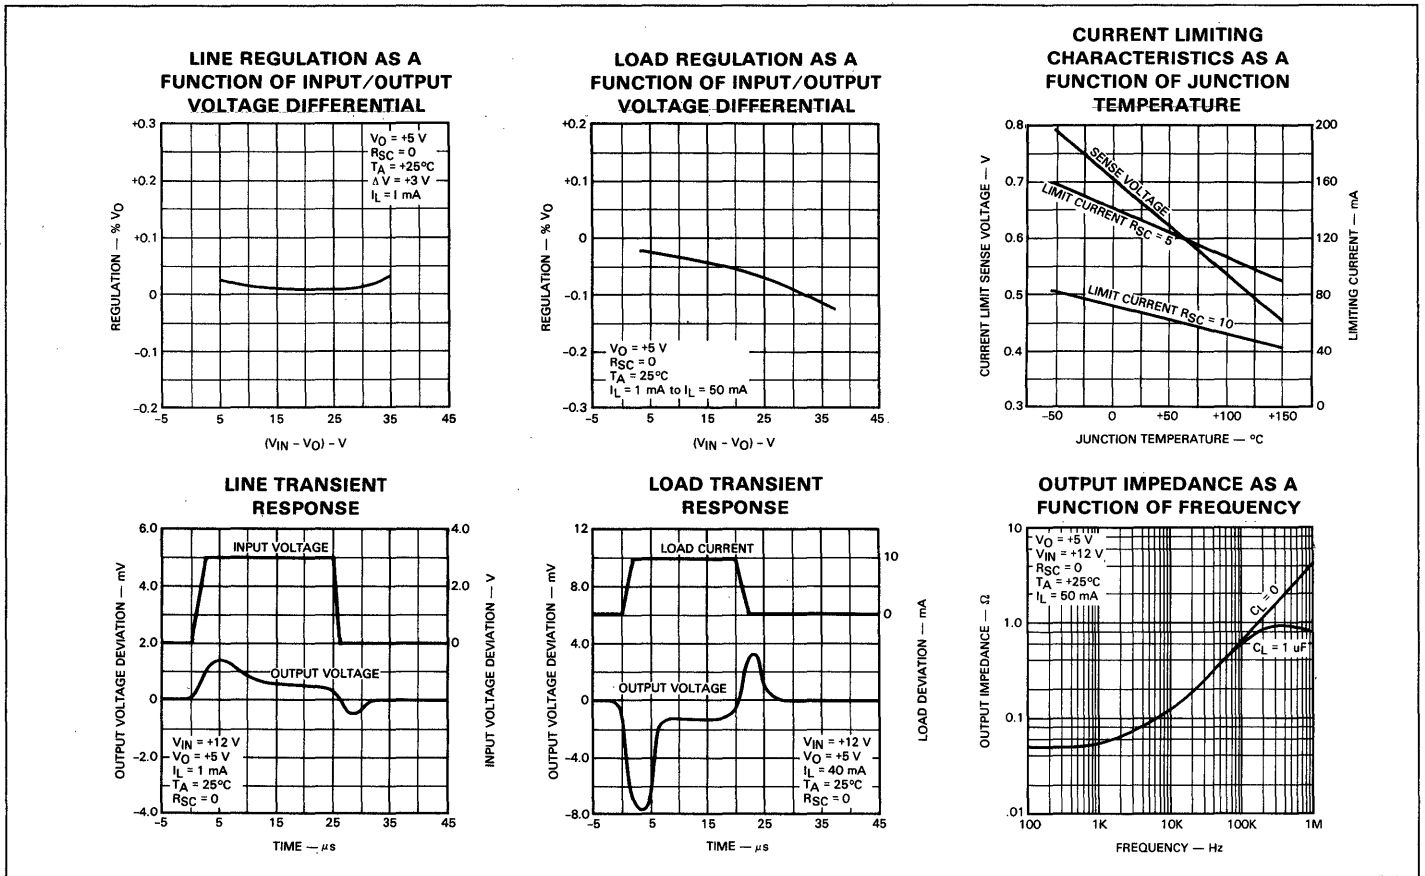 LINE REGULATION AS A
FUNCTION OF INPUT/OUTPUT
VOLTAGE DIFFERENTIAL
+0.3
+0.2
+0.1
0
-0.1
-0.2
REGULATION — % VO
VO = +5 V
RSC = 0
TA = +25°C
Δ V = +3 V
IL = 1 mA
-5 5 15 25 35 45
(VIN - VO) - V
LOAD REGULATION AS A
FUNCTION OF INPUT/OUTPUT
VOLTAGE DIFFERENTIAL
+0.2
+0.1
0
-0.1
-0.2
-0.3
REGULATION — % VO
VO = +5 V
RSC = 0
TA = 25°C
IL = 1 mA to IL = 50 mA
-5 5 15 25 35 45
(VIN - VO) - V
CURRENT LIMITING
CHARACTERISTICS AS A
FUNCTION OF JUNCTION
TEMPERATURE
0.8
0.7
0.6
0.5
0.4
0.3
CURRENT LIMIT SENSE VOLTAGE — V
SENSE VOLTAGE
LIMIT CURRENT RSC = 5
LIMIT CURRENT RSC = 10
200
160
120
80
40
0
LIMITING CURRENT — mA
-50 0 +50 +100 +150
JUNCTION TEMPERATURE — °C
LINE TRANSIENT
RESPONSE
6.0
4.0
2.0
0
-2.0
-4.0
OUTPUT VOLTAGE DEVIATION — mV
INPUT VOLTAGE
OUTPUT VOLTAGE
VIN = +12 V
VO = +5 V
IL = 1 mA
TA = 25°C
RSC = 0
4.0
2.0
0
INPUT VOLTAGE DEVIATION — V
-5 5 15 25 35 45
TIME — μs
LOAD TRANSIENT
RESPONSE
12
8.0
4.0
0
-4.0
-8.0
OUTPUT VOLTAGE DEVIATION — mV
LOAD CURRENT
OUTPUT VOLTAGE
VIN = +12 V
VO = +5 V
IL = 40 mA
TA = 25°C
RSC = 0
10
0
LOAD DEVIATION — mA
-5 5 15 25 35 45
TIME — μs
OUTPUT IMPEDANCE AS A
FUNCTION OF FREQUENCY
10
1.0
0.1
.01
OUTPUT IMPEDANCE — Ω
VO = +5 V
VIN = +12 V
RSC = 0
TA = +25°C
IL = 50 mA
CL = 0
CL = 1 uF
100 1K 10K 100K 1M
FREQUENCY — Hz